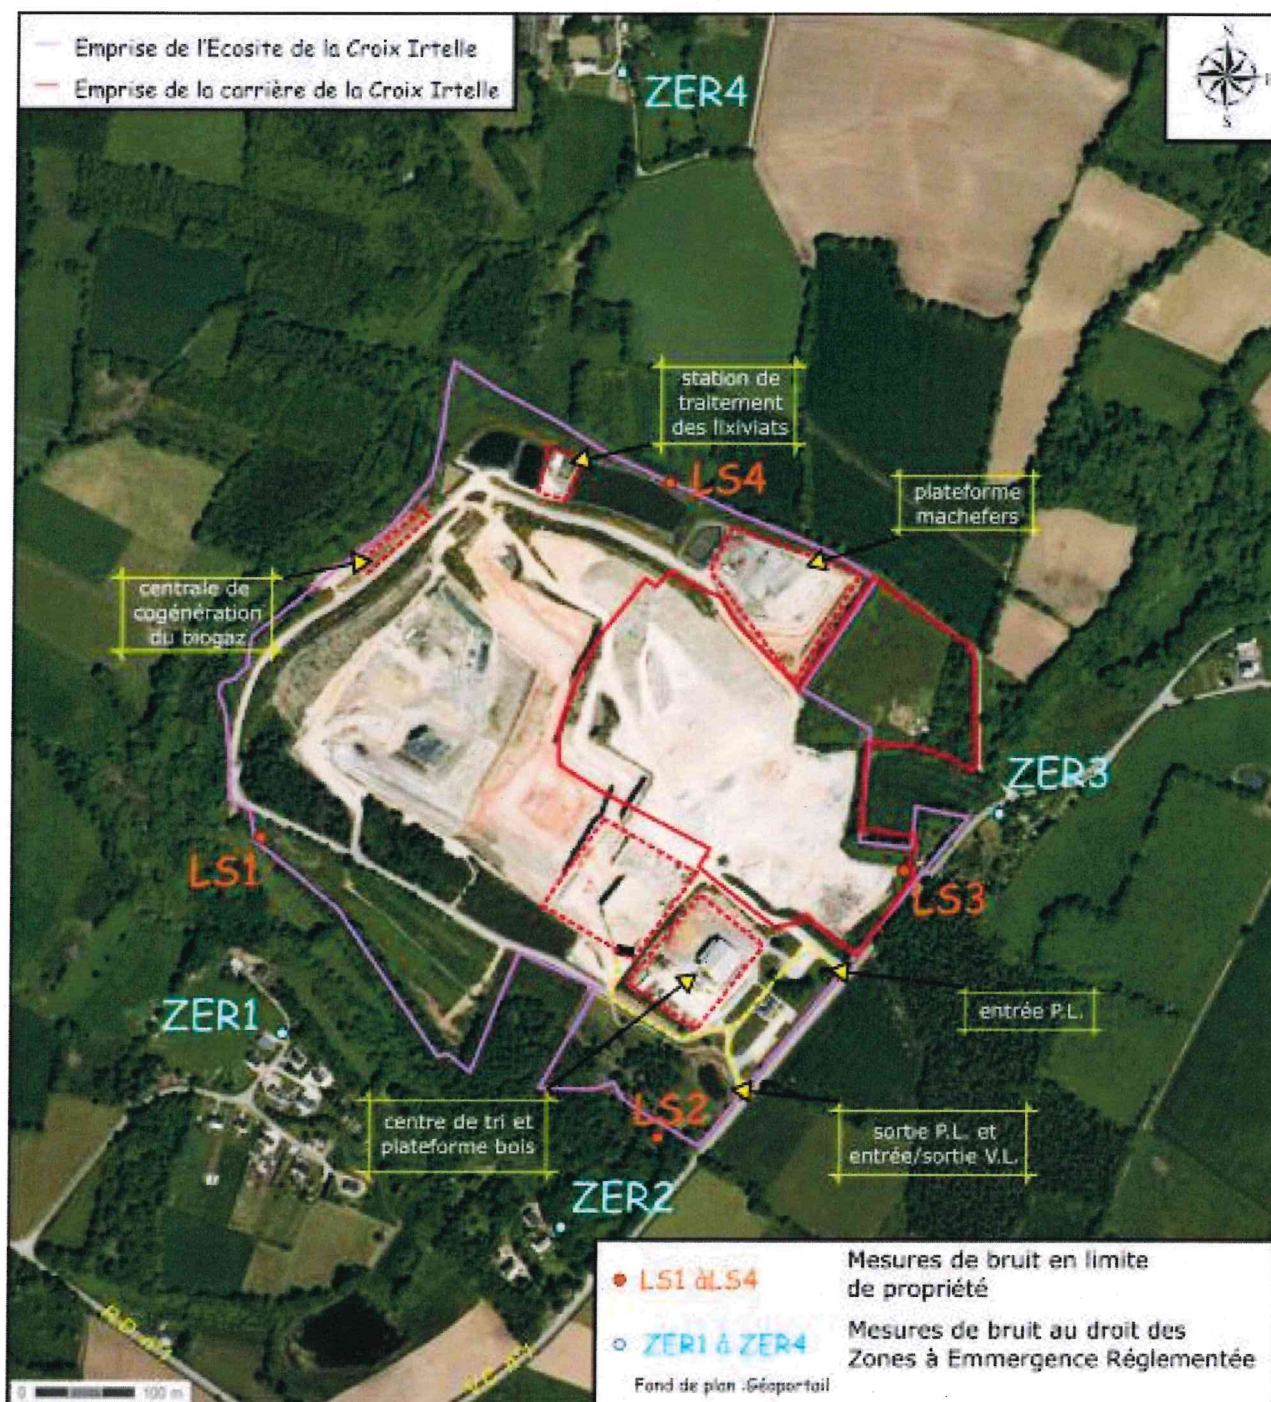 Emprise de l'Ecosite de la Croix Irtelle
Emprise de la carrière de la Croix Irtelle
N
S
ZER4
station de
traitement
des lixiviats
LS4
plateforme
machefers
centrale de
cogénération
du biogaz
ZER3
LS1
LS3
ZER1
entrée P.L.
LS2
centre de tri et
plateforme bois
sortie P.L. et
entrée/sortie V.L.
ZER2
LS1 àLS4
Mesures de bruit en limite
de propriété
ZER1 à ZER4
Mesures de bruit au droit des
Zones à Emmergence Réglementée
Fond de plan :Géoportail
0
100 m